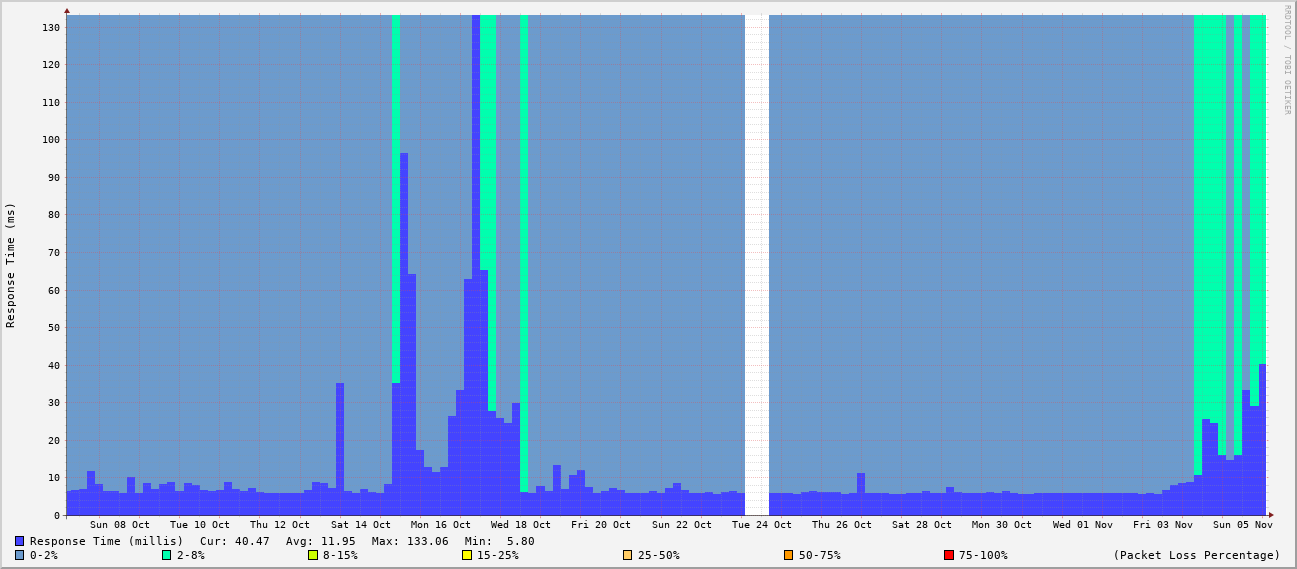 RRDTOOL / TOBI OETIKER
Response Time (ms)
130
120
110
100
90
80
70
60
50
40
30
20
10
0
Sun 08 Oct Tue 10 Oct Thu 12 Oct Sat 14 Oct Mon 16 Oct Wed 18 Oct Fri 20 Oct Sun 22 Oct Tue 24 Oct Thu 26 Oct Sat 28 Oct Mon 30 Oct Wed 01 Nov Fri 03 Nov Sun 05 Nov
Response Time (millis) Cur: 40.47 Avg: 11.95 Max: 133.06 Min: 5.80
0-2% 2-8% 8-15% 15-25% 25-50% 50-75% 75-100% (Packet Loss Percentage)